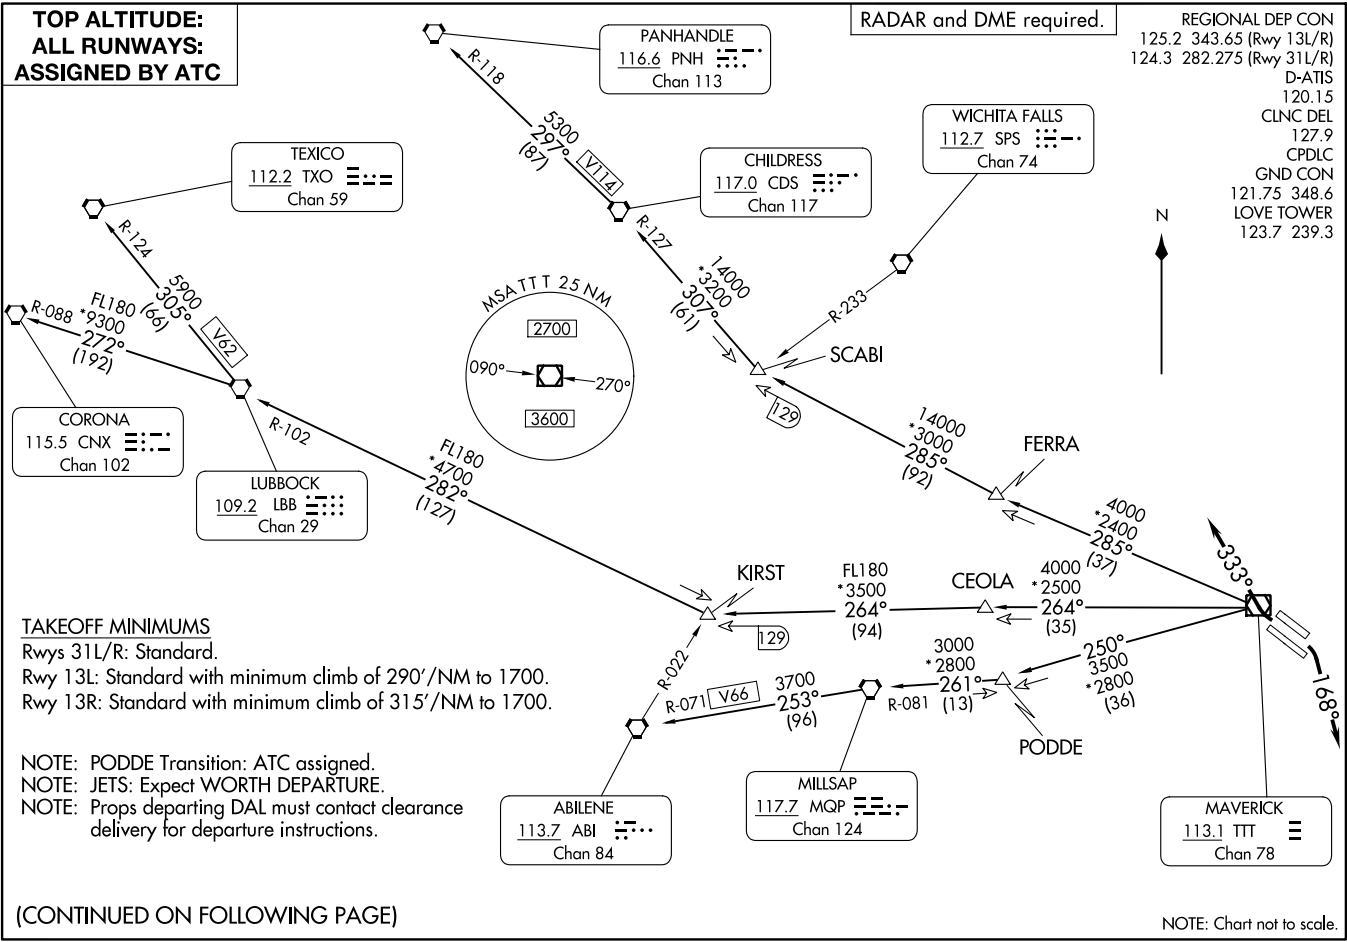 TOP ALTITUDE:
ALL RUNWAYS:
ASSIGNED BY ATC
RADAR and DME required.
REGIONAL DEP CON
125.2 343.65 (Rwy 13L/R)
124.3 282.275 (Rwy 31L/R)
D-ATIS
120.15
CLNC DEL
127.9
CPDLC
GND CON
121.75 348.6
LOVE TOWER
123.7 239.3
PANHANDLE
116.6 PNH
Chan 113
R-118
5300
297°
(87)
V114
WICHITA FALLS
112.7 SPS
Chan 74
TEXICO
112.2 TXO
Chan 59
CHILDRESS
117.0 CDS
Chan 117
N
R-124
5900
305°
(66)
V62
R-127
14000
*3200
307°
(61)
R-233
SCABI
129
MSA TTT 25 NM
2700
090°
270°
3600
R-088
FL180
*9300
272°
(192)
CORONA
115.5 CNX
Chan 102
LUBBOCK
109.2 LBB
Chan 29
R-102
FL180
*4700
282°
(127)
14000
*3000
285°
(92)
FERRA
4000
*2400
285°
(37)
333°
KIRST
129
FL180
*3500
264°
(94)
CEOLA
4000
*2500
264°
(35)
250°
3500
*2800
(36)
168°
R-022
R-071
V66
3700
253°
(96)
R-081
3000
*2800
261°
(13)
PODDE
TAKEOFF MINIMUMS
Rwys 31L/R: Standard.
Rwy 13L: Standard with minimum climb of 290'/NM to 1700.
Rwy 13R: Standard with minimum climb of 315'/NM to 1700.
NOTE: PODDE Transition: ATC assigned.
NOTE: JETS: Expect WORTH DEPARTURE.
NOTE: Props departing DAL must contact clearance
delivery for departure instructions.
ABILENE
113.7 ABI
Chan 84
MILLSAP
117.7 MQP
Chan 124
MAVERICK
113.1 TTT
Chan 78
(CONTINUED ON FOLLOWING PAGE)
NOTE: Chart not to scale.